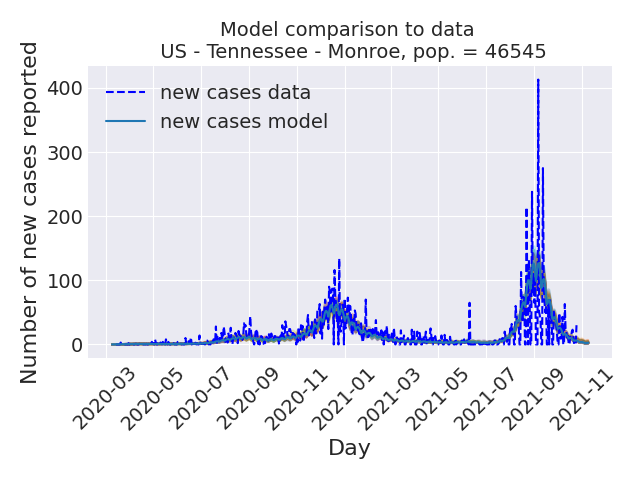 Model comparison to data
US - Tennessee - Monroe, pop. = 46545
Number of new cases reported
400
300
200
100
0
new cases data
new cases model
2020-03
2020-05
2020-07
2020-09
2020-11
2021-01
2021-03
2021-05
2021-07
2021-09
2021-11
Day